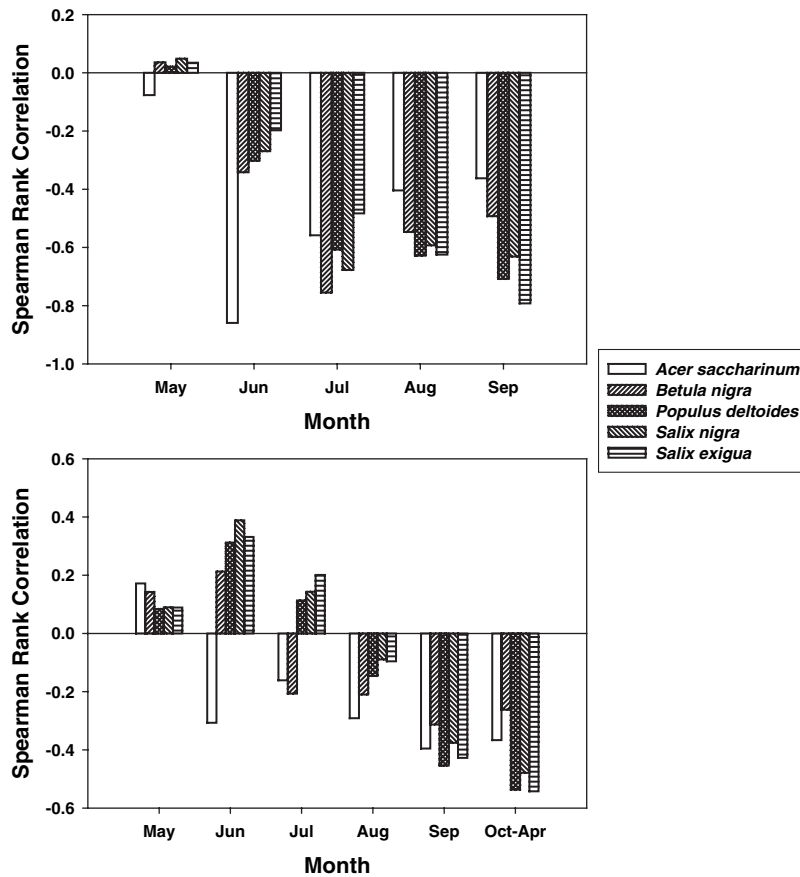 0.2
0.0
-0.2
-0.4
-0.6
-0.8
-1.0
Spearman Rank Correlation
May Jun Jul Aug Sep
Month
Acer saccharinum
Betula nigra
Populus deltoides
Salix nigra
Salix exigua
0.6
0.4
0.2
0.0
-0.2
-0.4
-0.6
Spearman Rank Correlation
May Jun Jul Aug Sep Oct-Apr
Month